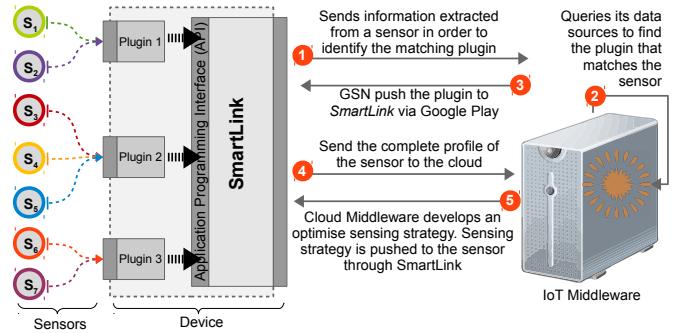 S1
S2
S3
S4
S5
S6
S7
Sensors
Plugin 1
Plugin 2
Plugin 3
Application Programming Interface (API)
SmartLink
Device
1
Sends information extracted
from a sensor in order to
identify the matching plugin
3
GSN push the plugin to
SmartLink via Google Play
4
Send the complete profile of
the sensor to the cloud
5
Cloud Middleware develops an
optimise sensing strategy. Sensing
strategy is pushed to the sensor
through SmartLink
Queries its data
sources to find
the plugin that
matches the
sensor
2
IoT Middleware